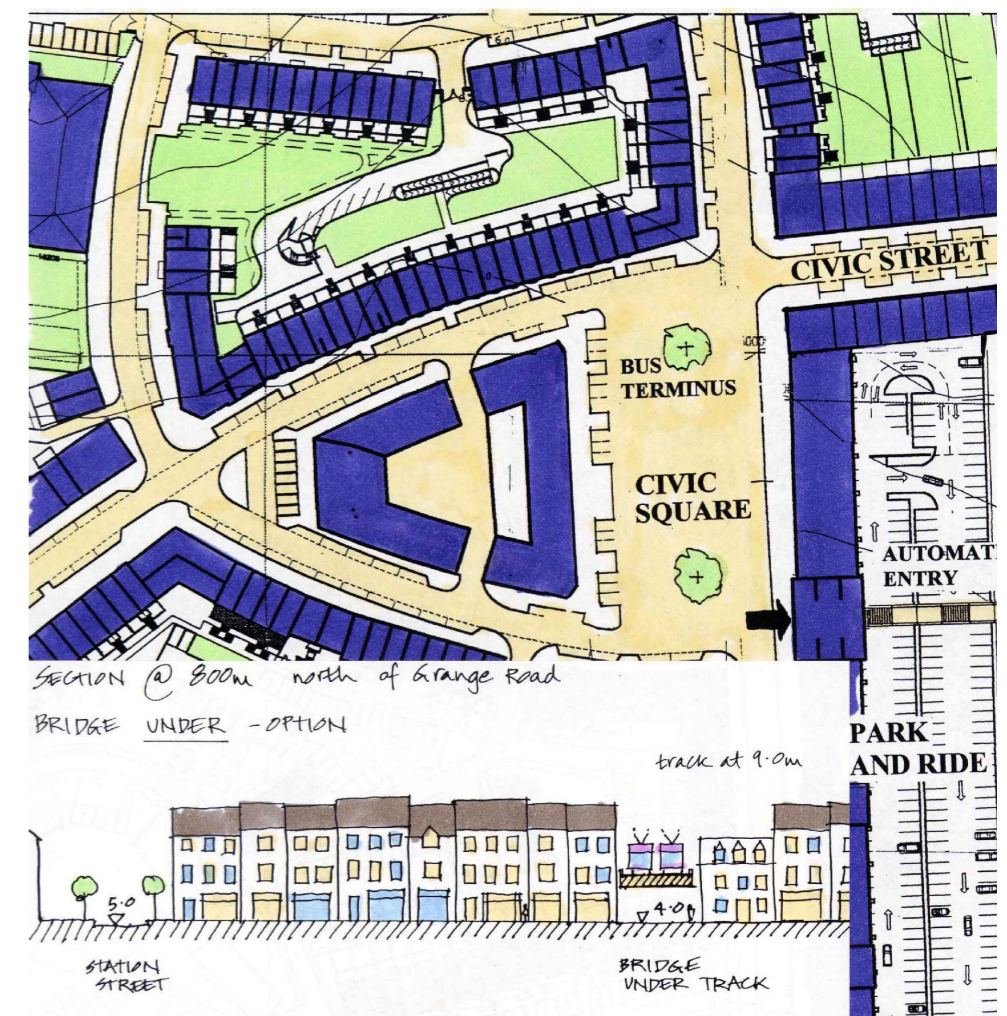 CIVIC STREET
BUS
TERMINUS
CIVIC
SQUARE
AUTOMATI
ENTRY
SECTION @ 800m north of Grange Road
BRIDGE UNDER - OPTION
PARK
AND RIDE
track at 9.0m
5.0
4.0
STATION
STREET
BRIDGE
UNDER TRACK